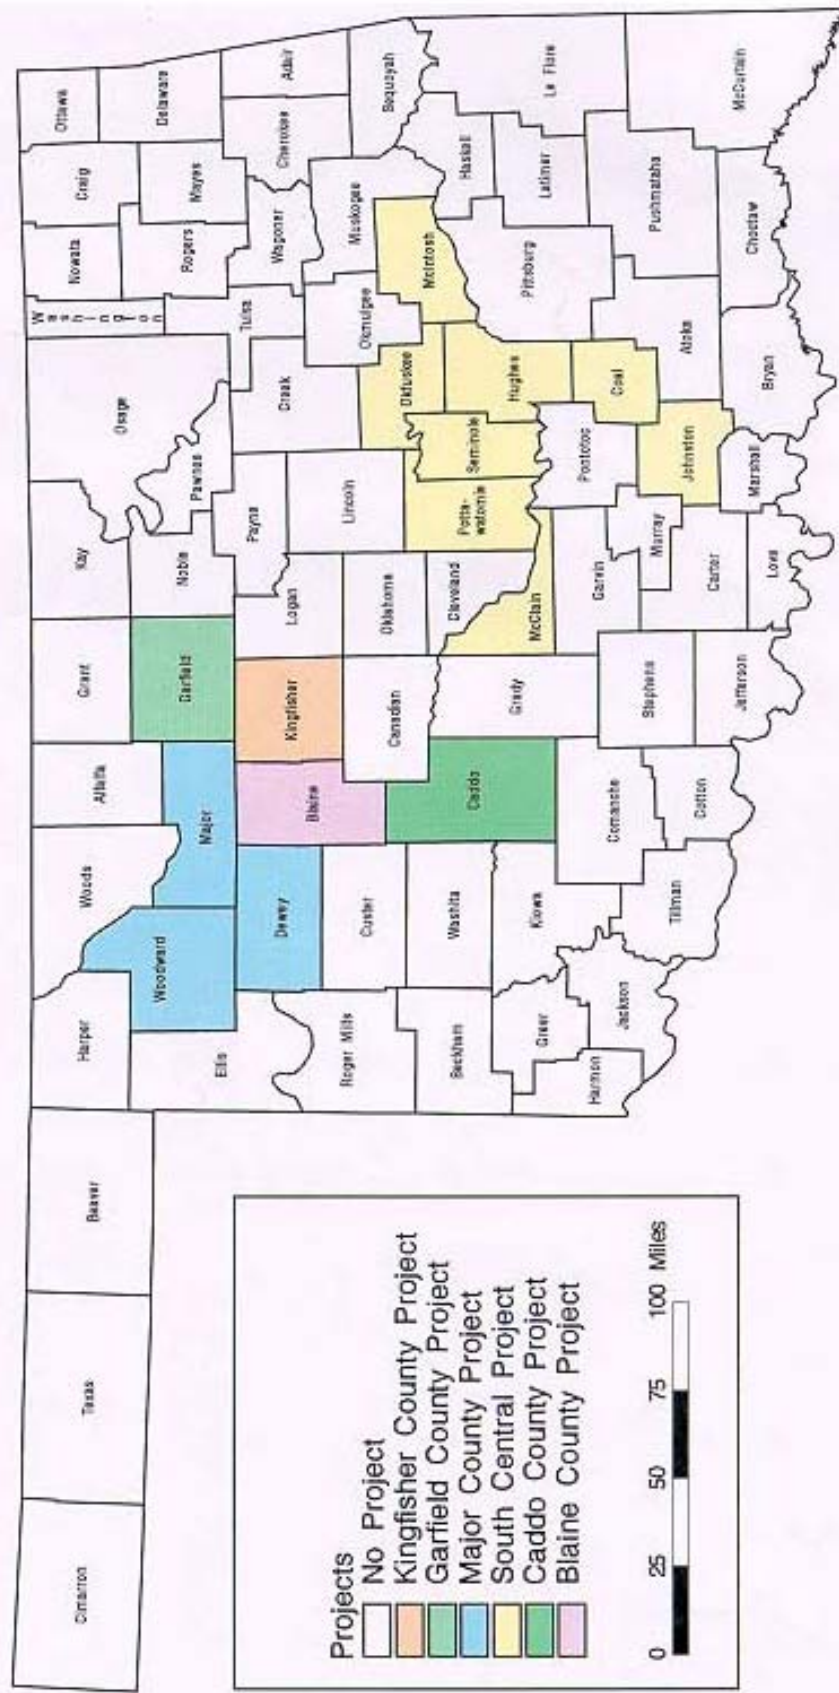 Cimarron
Texas
Beaver
Harper
Woods
Alfalfa
Grant
Kay
Osage
Washington
Nowata
Craig
Ottawa
Ellis
Woodward
Major
Garfield
Noble
Pawnee
Rogers
Mayes
Delaware
Roger Mills
Dewey
Blaine
Kingfisher
Logan
Payne
Creek
Tulsa
Wagoner
Cherokee
Adair
Custer
Canadian
Oklahoma
Lincoln
Okmulgee
Muskogee
Sequoyah
Beckham
Washita
Caddo
Grady
Cleveland
Potta-
watomie
Seminole
Okfuskee
McIntosh
Haskell
Hughes
McClain
Greer
Kiowa
Comanche
Garvin
Pontotoc
Pittsburg
Latimer
Le Flore
Harmon
Jackson
Tillman
Stephens
Murray
Coal
Johnston
Atoka
Pushmataha
McCurtain
Cotton
Jefferson
Carter
Love
Marshall
Bryan
Choctaw
Projects
No Project
Kingfisher County Project
Garfield County Project
Major County Project
South Central Project
Caddo County Project
Blaine County Project
0 25 50 75 100 Miles